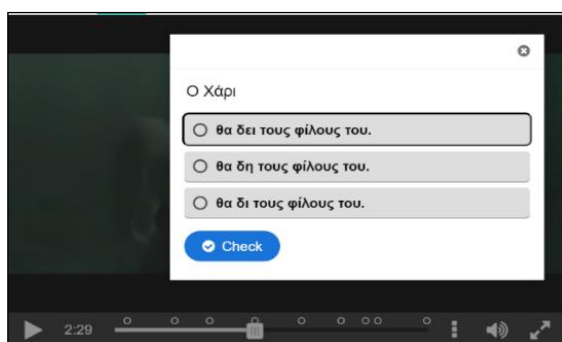 Ο Χάρι
θα δει τους φίλους του.
θα δη τους φίλους του.
θα δι τους φίλους του.
Check
2:29